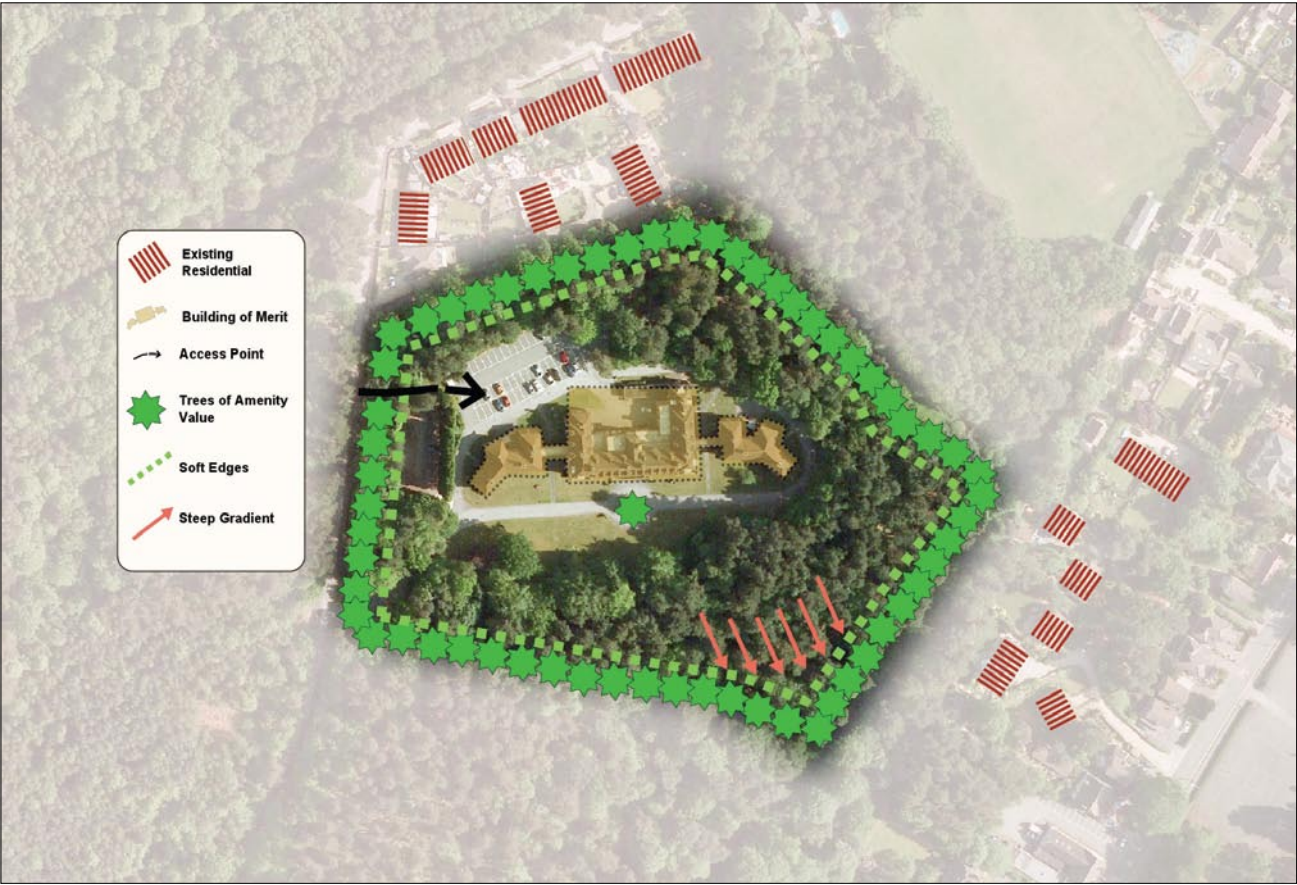 Existing
Residential
Building of Merit
Access Point
Trees of Amenity
Value
Soft Edges
Steep Gradient